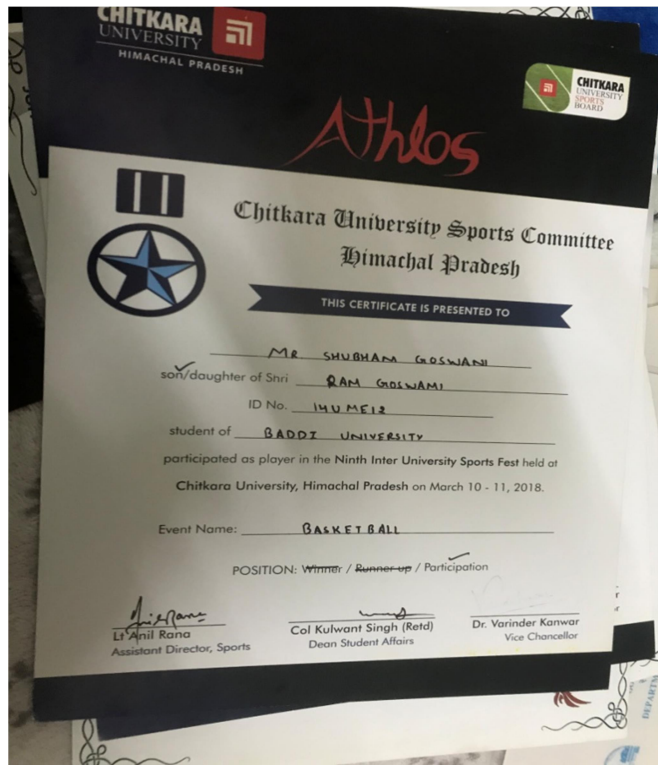 CHITKARA
UNIVERSITY
HIMACHAL PRADESH
CHITKARA
UNIVERSITY
SPORTS
BOARD
Athlos
Chitkara University Sports Committee
Himachal Pradesh
THIS CERTIFICATE IS PRESENTED TO
MR SHUBHAM GOSWANI
son/daughter of Shri RAM GOSWAMI
ID No. 14UME12
student of BADDI UNIVERSITY
participated as player in the Ninth Inter University Sports Fest held at
Chitkara University, Himachal Pradesh on March 10 - 11, 2018.
Event Name: BASKETBALL
POSITION: Winner / Runner up / Participation
Lt Anil Rana
Assistant Director, Sports
Col Kulwant Singh (Retd)
Dean Student Affairs
Dr. Varinder Kanwar
Vice Chancellor